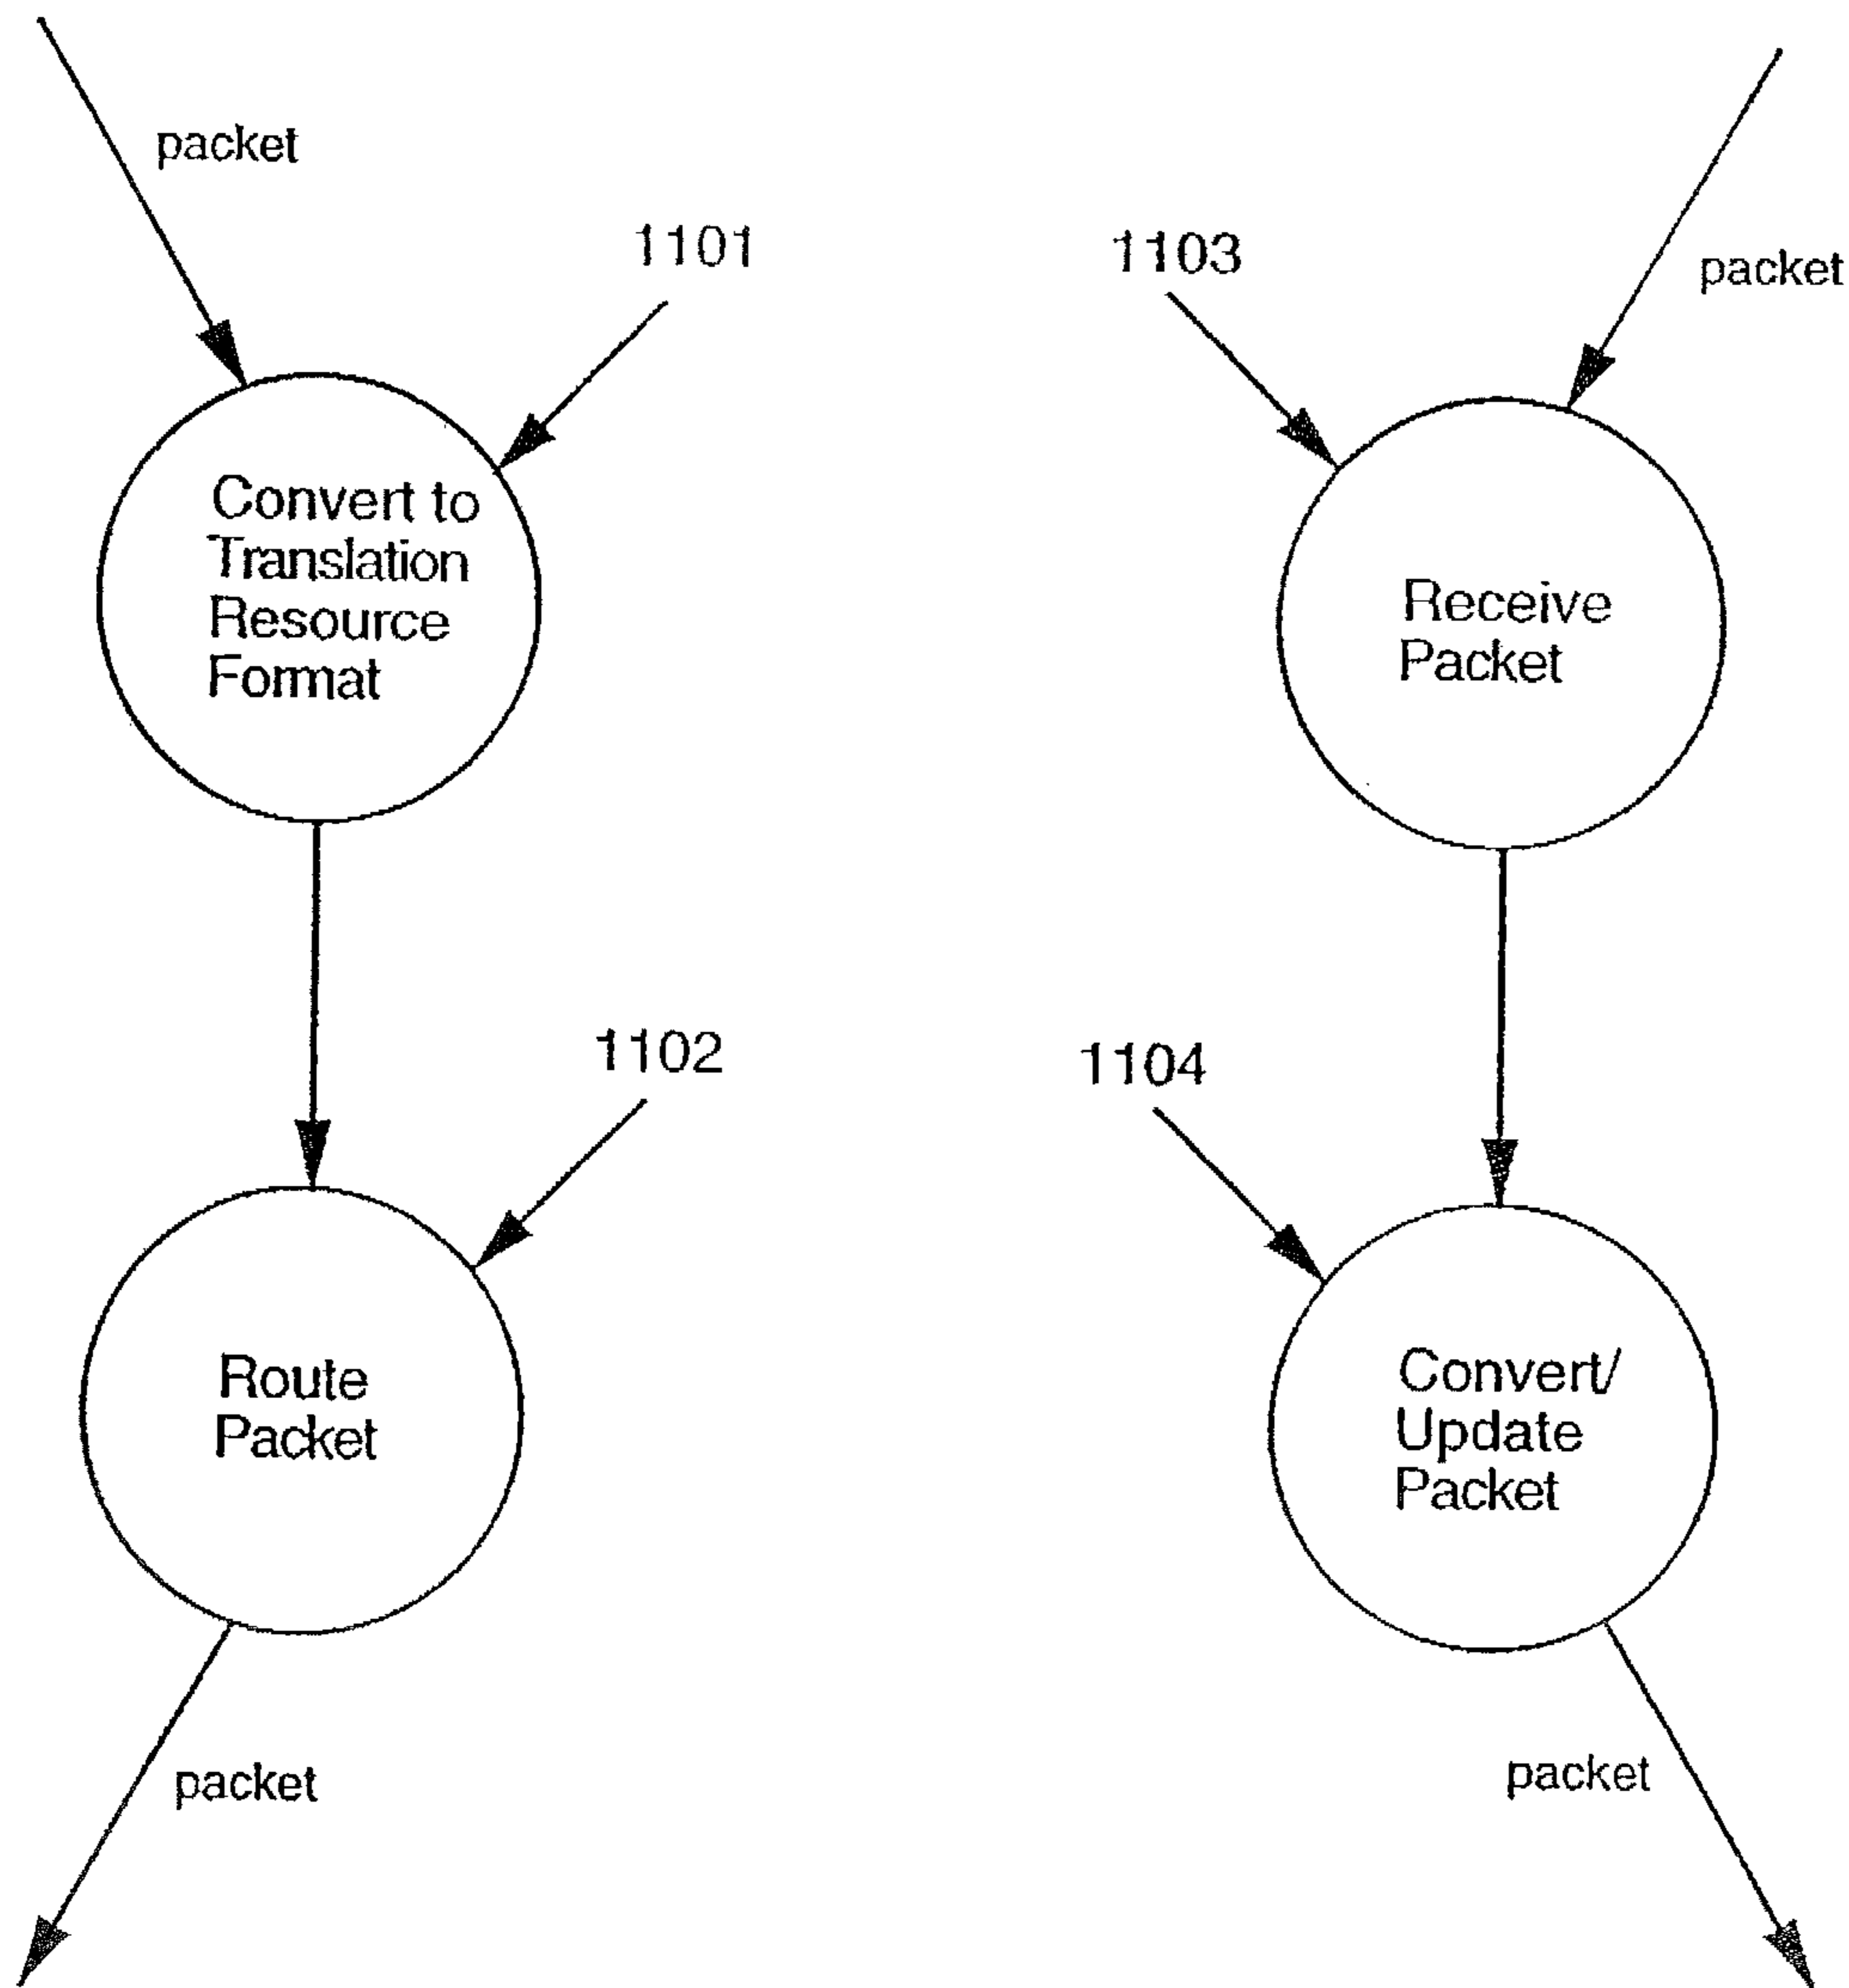 packet
1101
Convert to
Translation
Resource
Format
1102
Route
Packet
packet
1103
packet
Receive
Packet
1104
Convert/
Update
Packet
packet